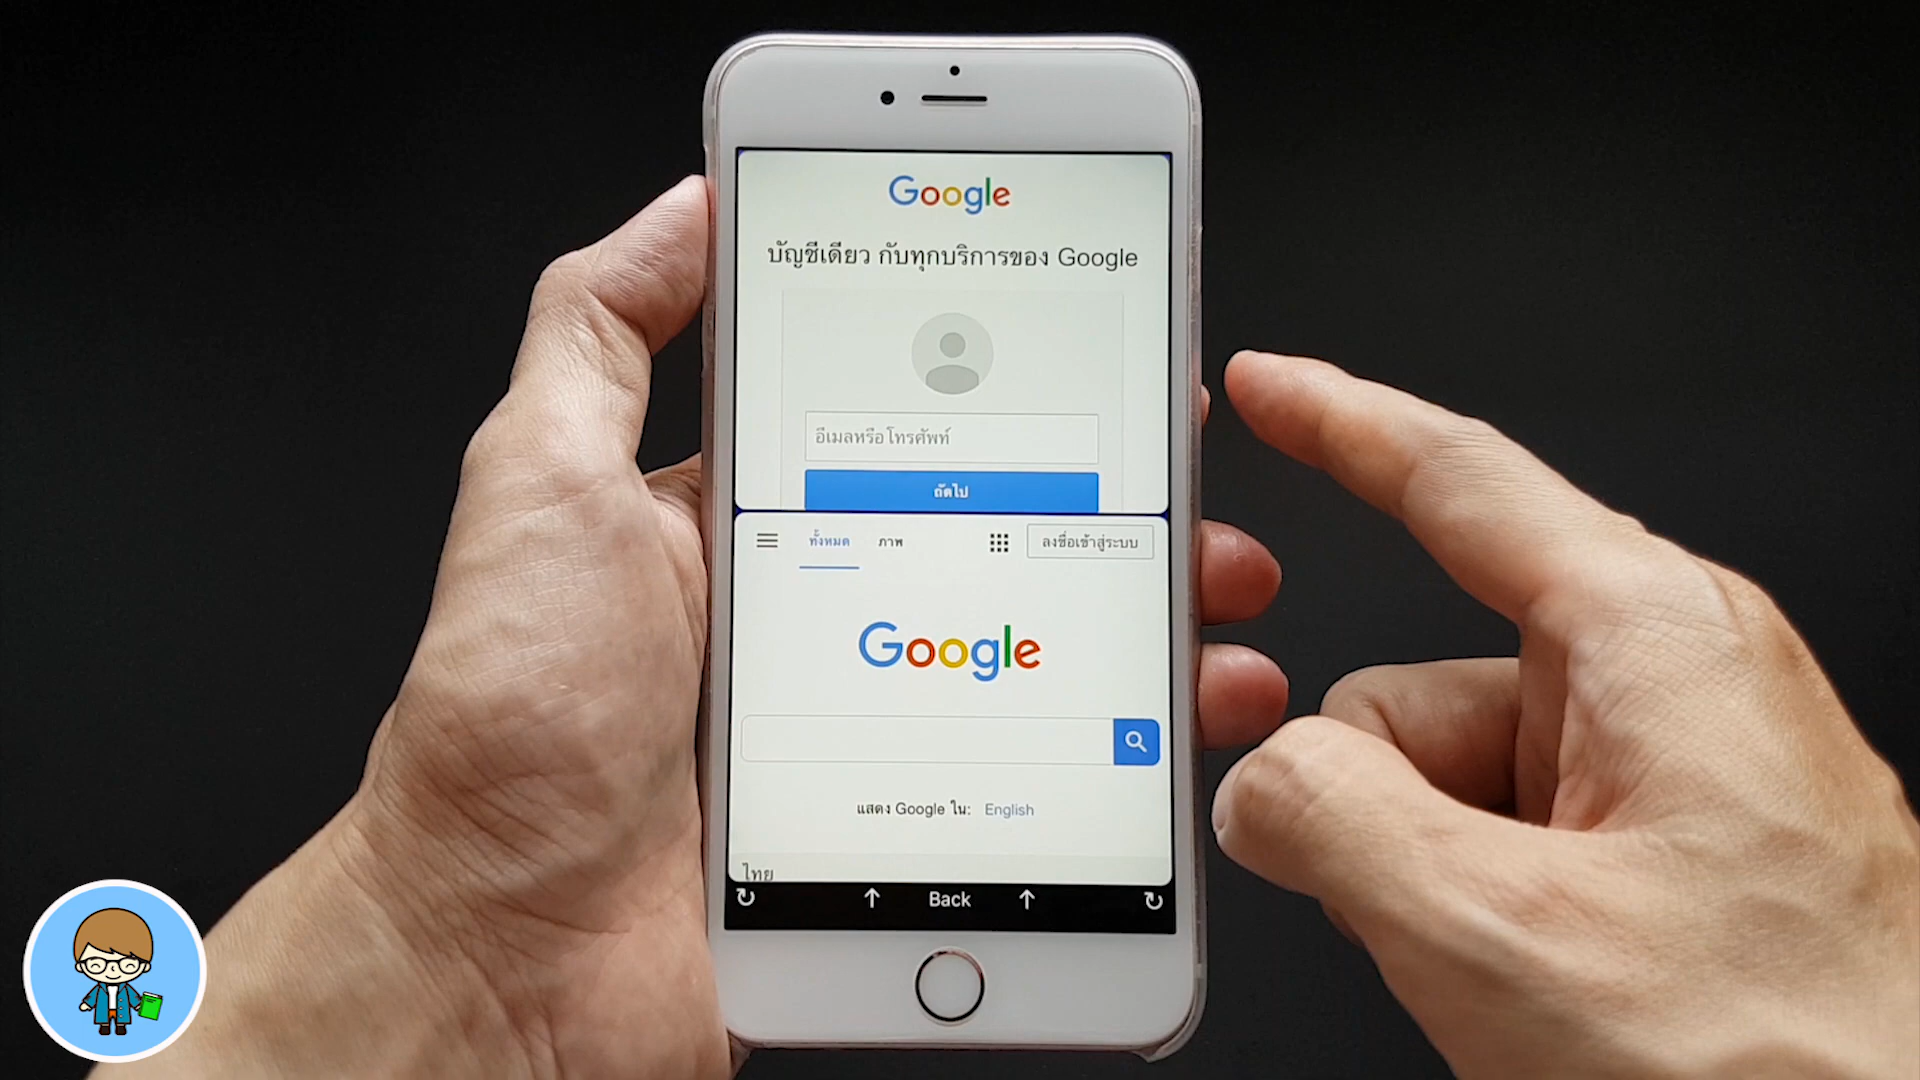 Google
บัญชีเดียว กับทุกบริการของ Google
อีเมลหรือโทรศัพท์
ถัดไป
ทั้งหมด ภาพ ลงชื่อเข้าสู่ระบบ
Google
แสดง Google ใน: English
ไทย
Back